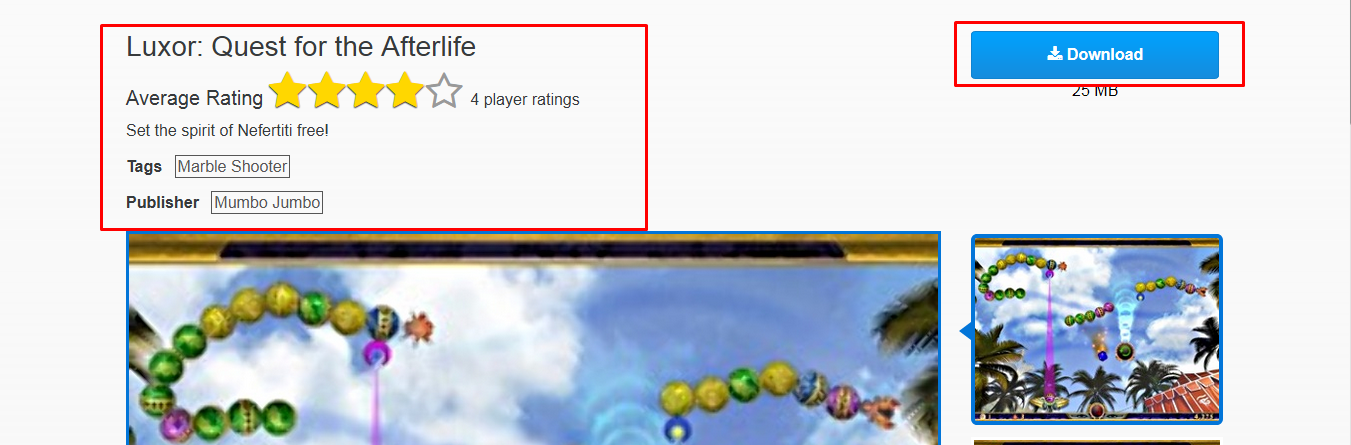 Luxor: Quest for the Afterlife
Download
25 MB
Average Rating 4 player ratings
Set the spirit of Nefertiti free!
Tags Marble Shooter
Publisher Mumbo Jumbo